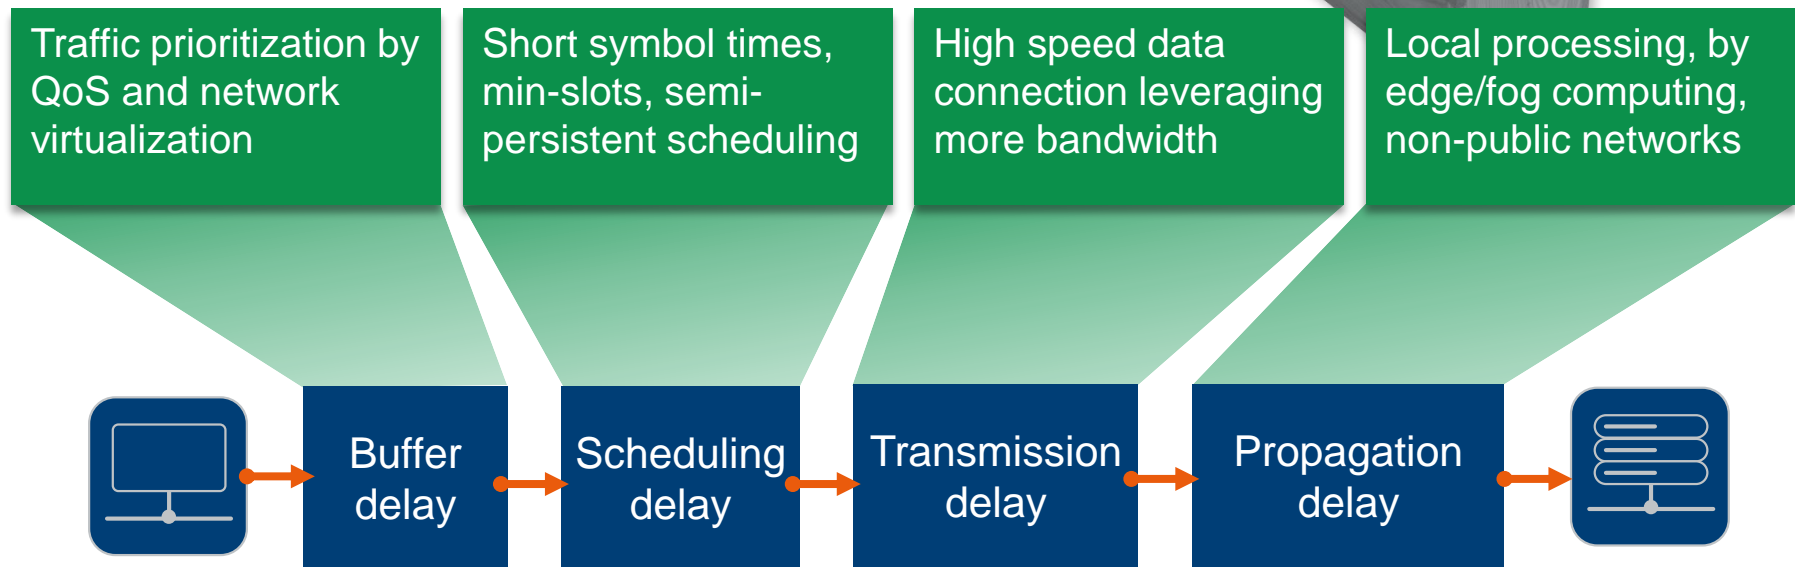 Traffic prioritization by
QoS and network
virtualization
Short symbol times,
min-slots, semi-
persistent scheduling
High speed data
connection leveraging
more bandwidth
Local processing, by
edge/fog computing,
non-public networks
Buffer
delay
Scheduling
delay
Transmission
delay
Propagation
delay